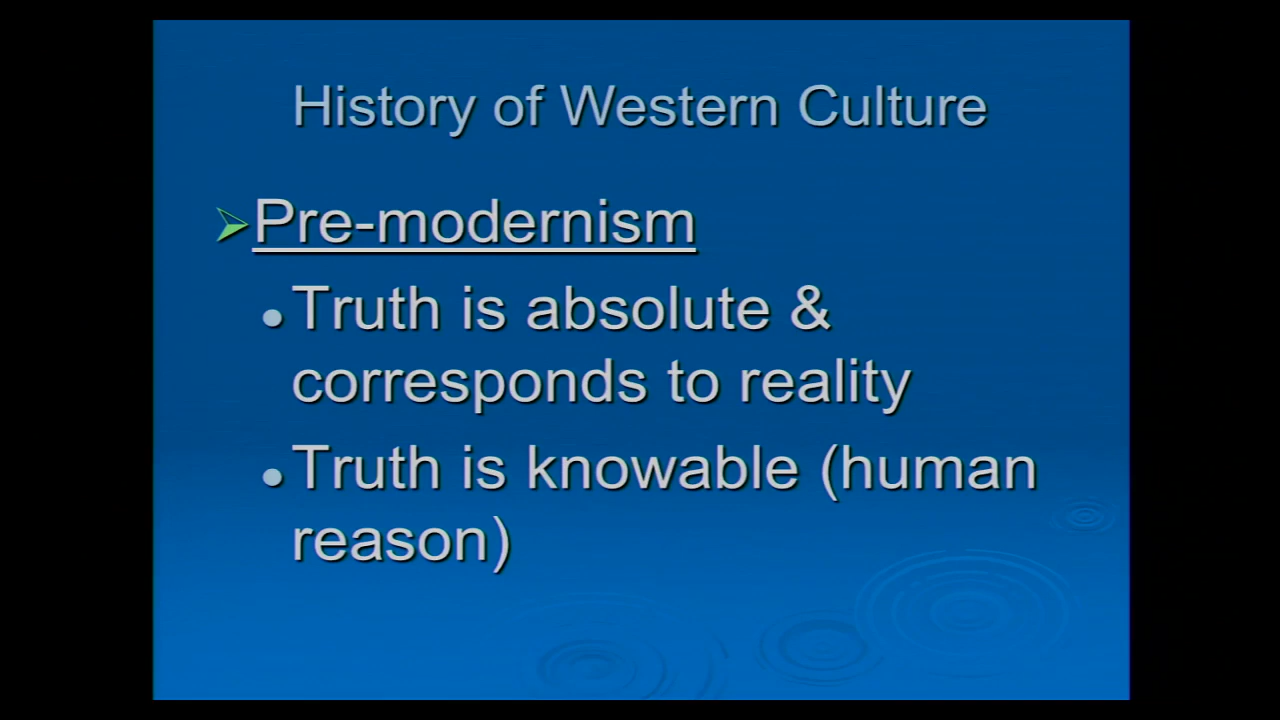 History of Western Culture
Pre-modernism
Truth is absolute &
corresponds to reality
Truth is knowable (human
reason)